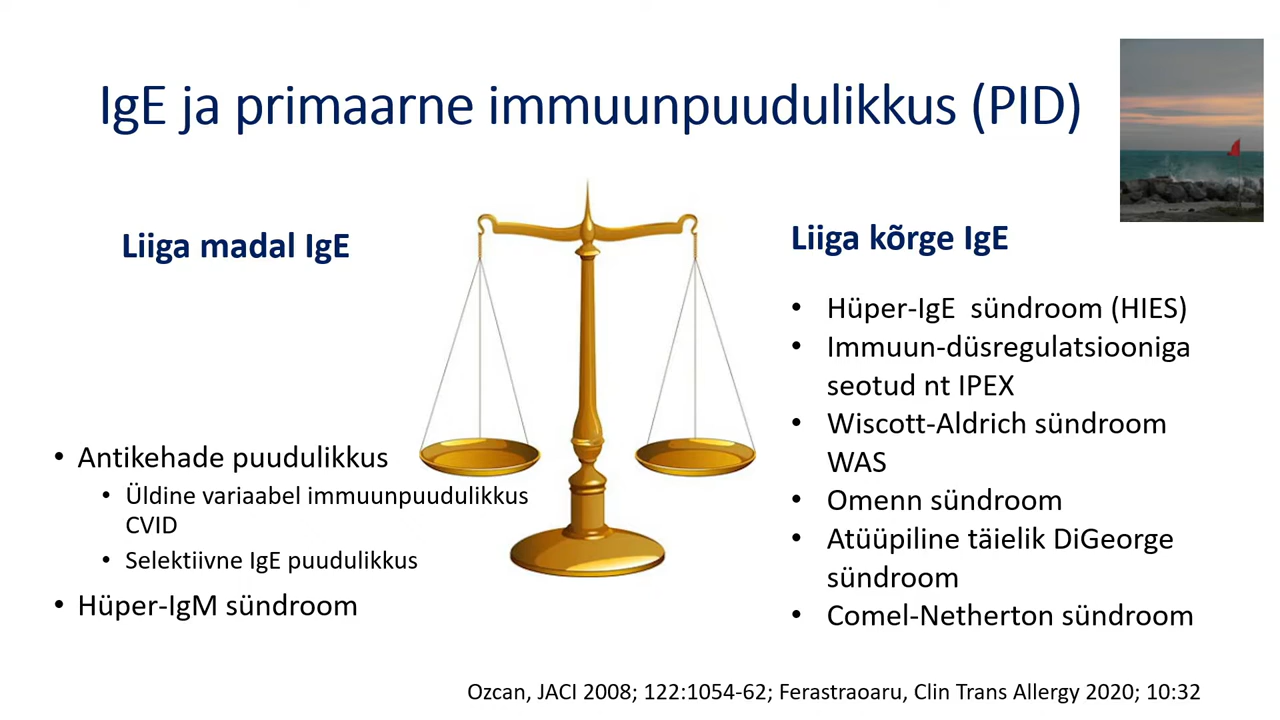 IgE ja primaarne immuunpuudulikkus (PID)
Liiga madal IgE
• Antikehade puudulikkus
• Üldine variaabel immuunpuudulikkus
CVID
• Selektiivne IgE puudulikkus
• Hüper-IgM sündroom
Liiga kõrge IgE
• Hüper-IgE sündroom (HIES)
• Immuun-düsregulatsiooniga
seotud nt IPEX
• Wiscott-Aldrich sündroom
WAS
• Omenn sündroom
• Atüüpiline täielik DiGeorge
sündroom
• Comel-Netherton sündroom
Ozcan, JACI 2008; 122:1054-62; Ferastraoaru, Clin Trans Allergy 2020; 10:32